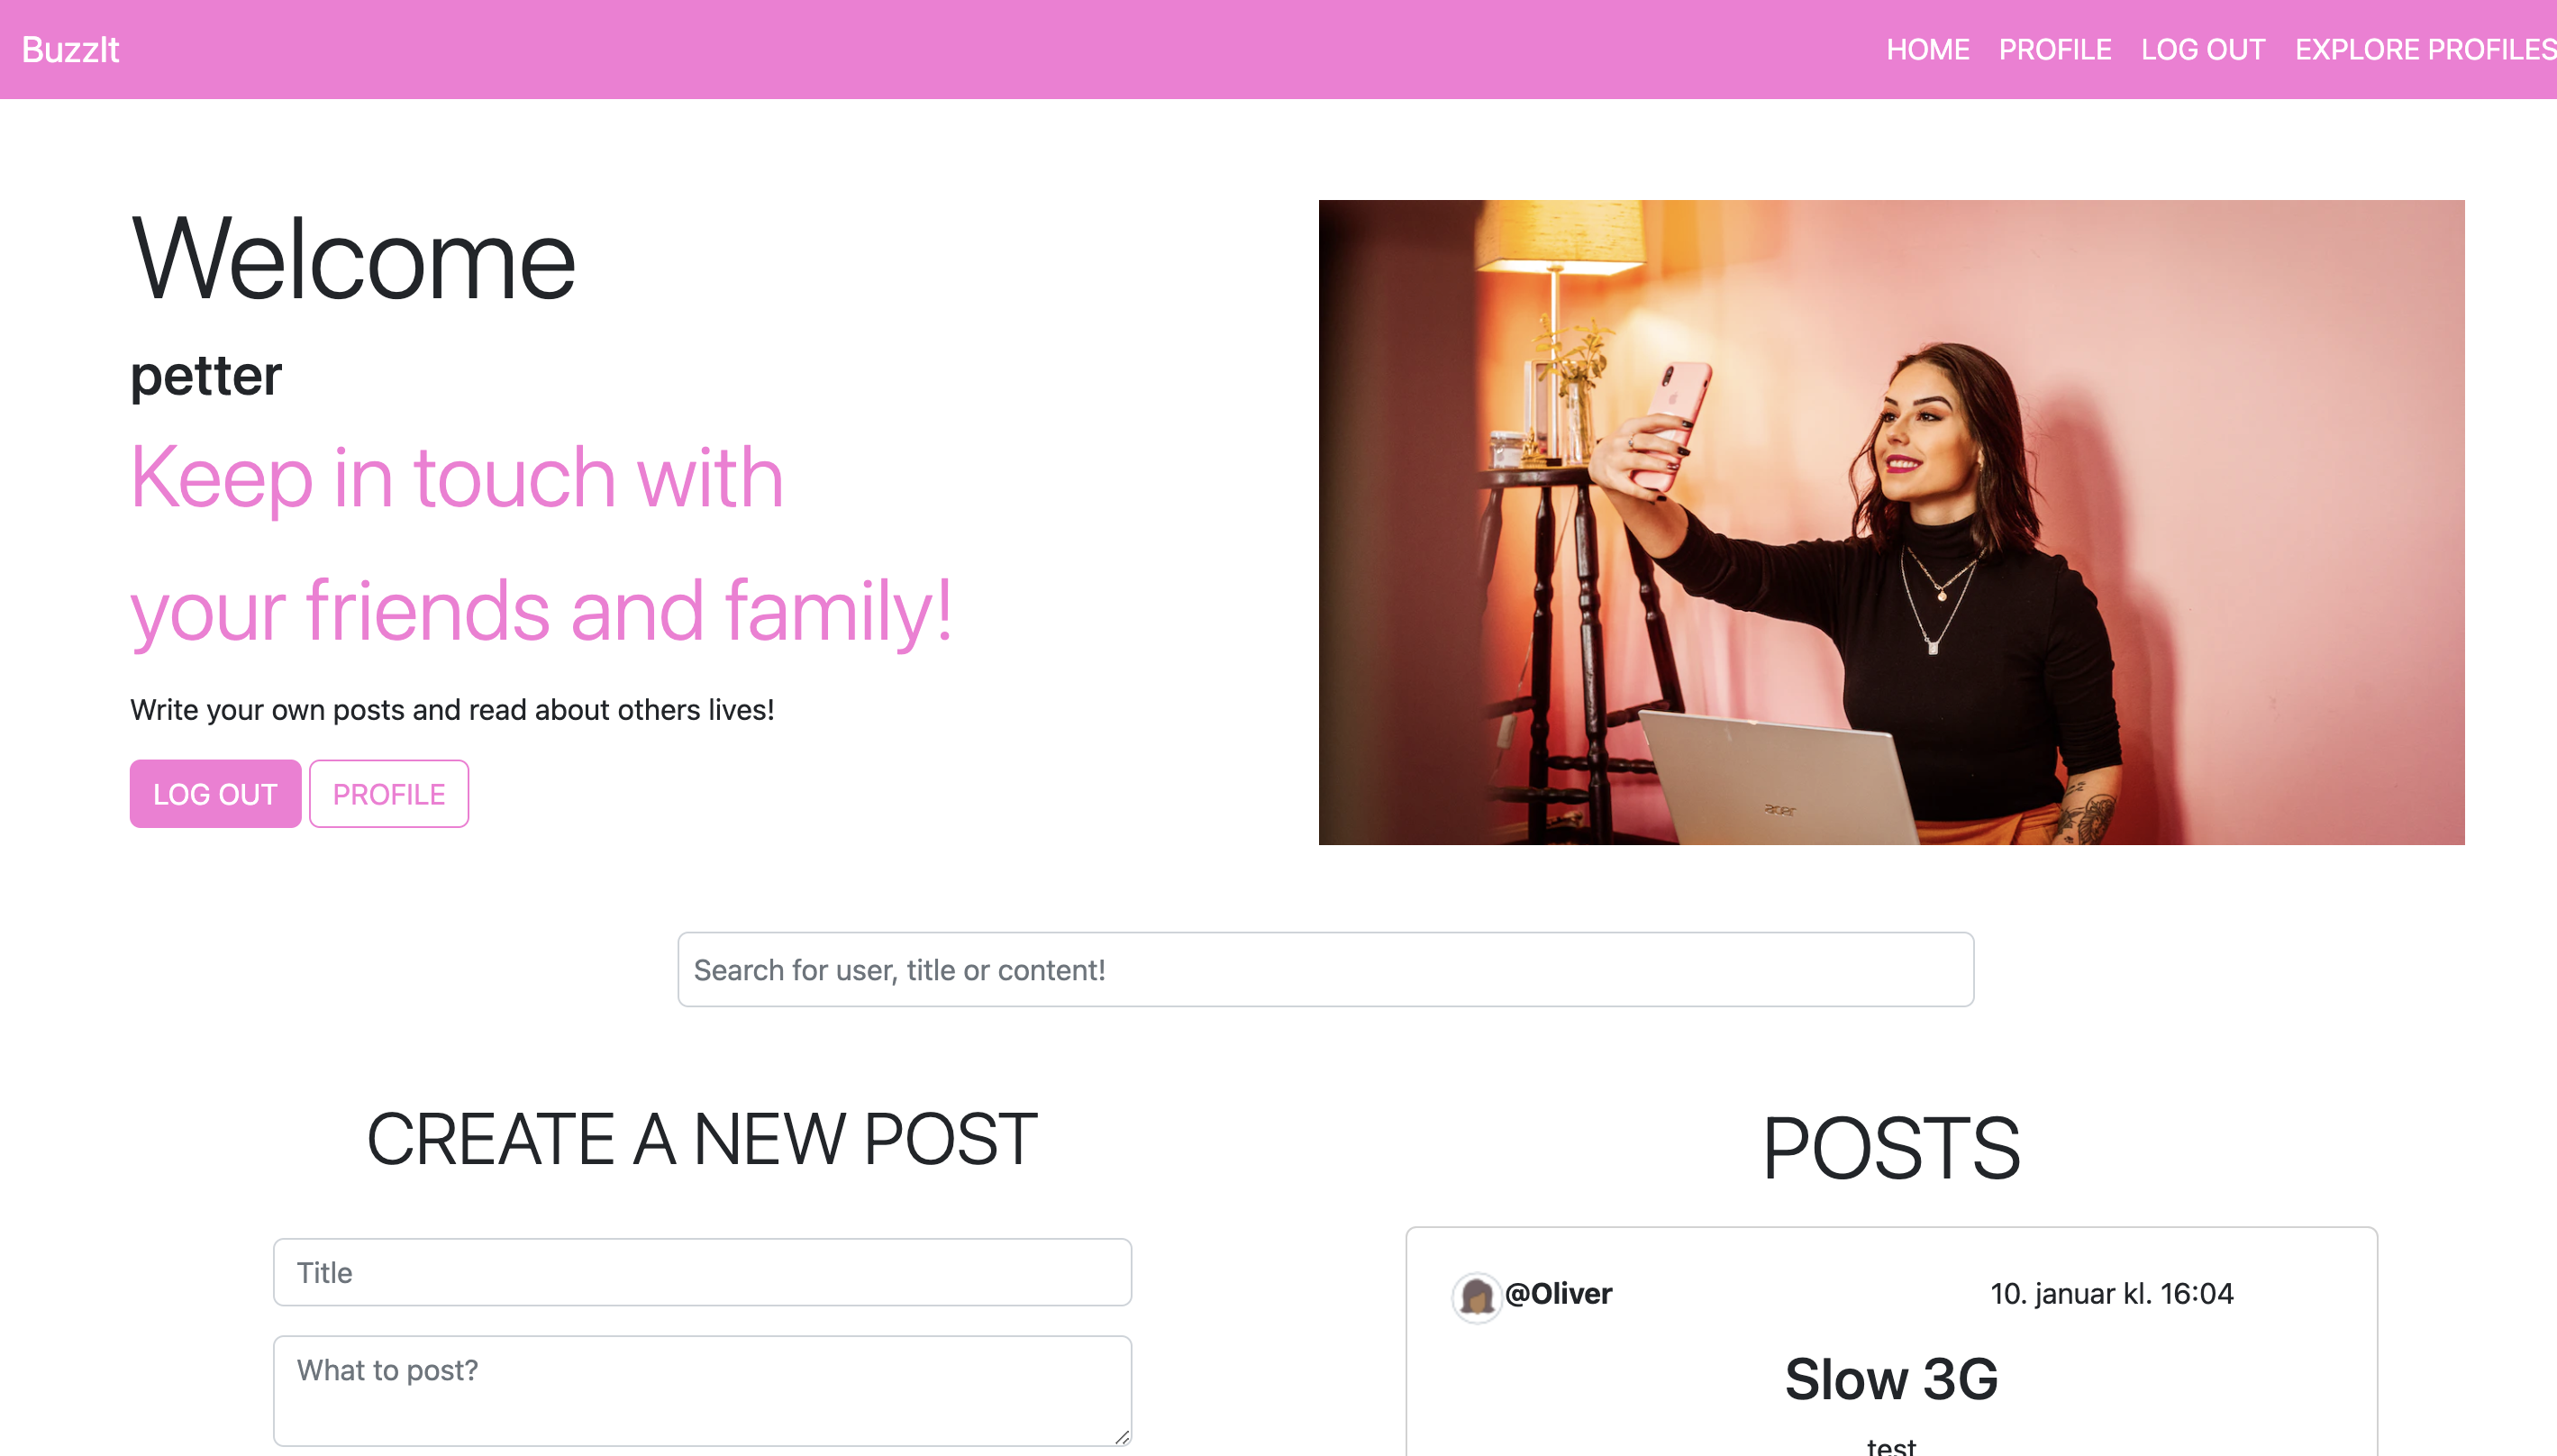 BuzzIt
HOME PROFILE LOG OUT EXPLORE PROFILES
Welcome
petter
Keep in touch with
your friends and family!
Write your own posts and read about others lives!
LOG OUT PROFILE
acer
Search for user, title or content!
CREATE A NEW POST
Title
What to post?
POSTS
@Oliver 10. januar kl. 16:04
Slow 3G
test